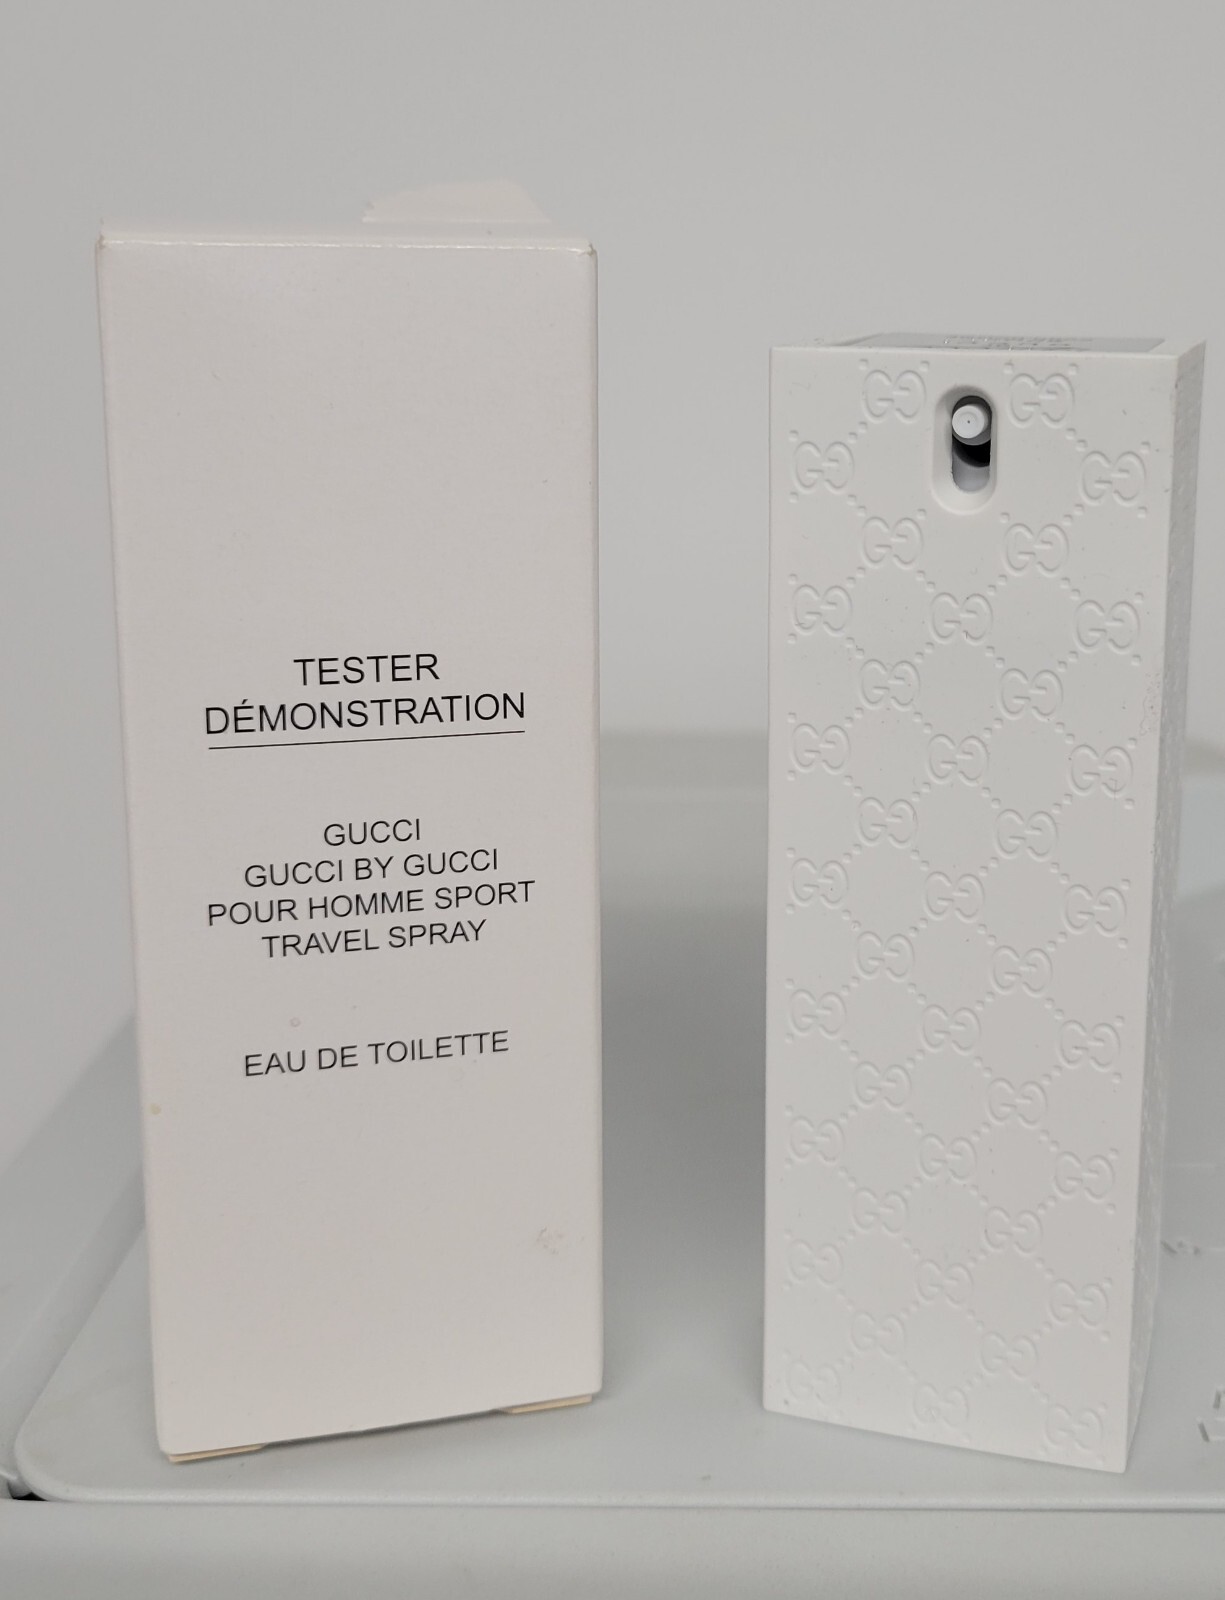 TESTER
DÉMONSTRATION
GUCCI
GUCCI BY GUCCI
POUR HOMME SPORT
TRAVEL SPRAY
EAU DE TOILETTE